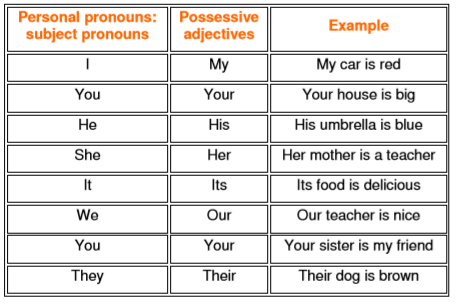 Personal pronouns: Possessive Example
subject pronouns adjectives
I My My car is red
You Your Your house is big
He His His umbrella is blue
She Her Her mother is a teacher
It Its Its food is delicious
We Our Our teacher is nice
You Your Your sister is my friend
They Their Their dog is brown